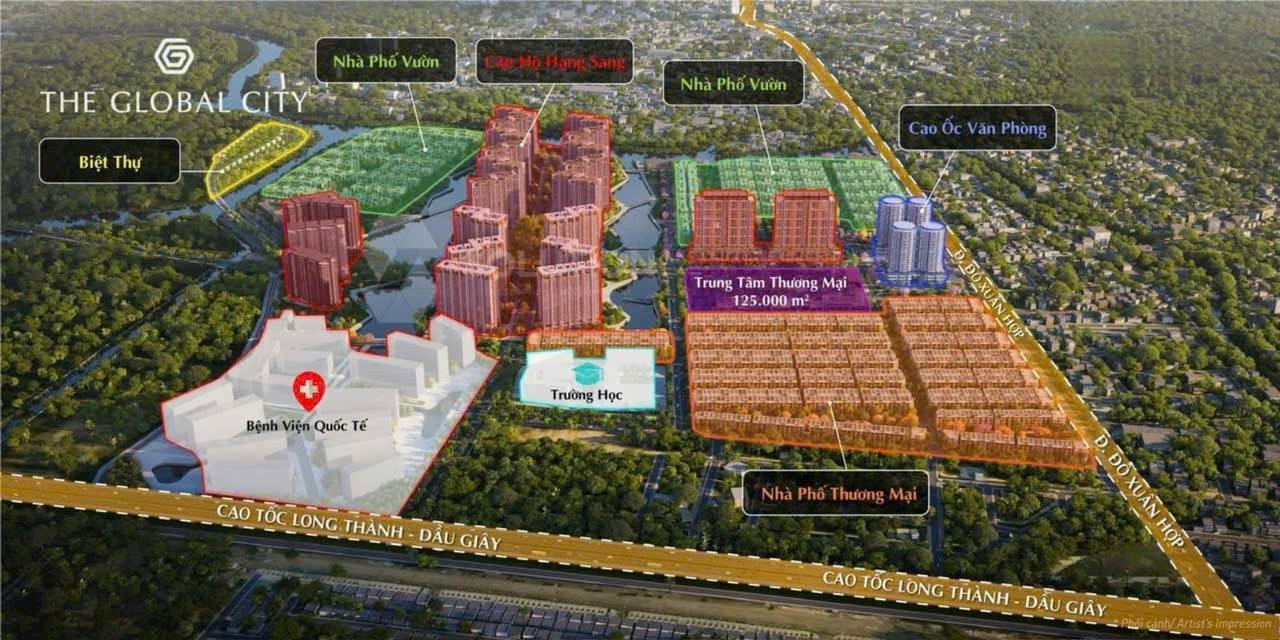 THE GLOBAL CITY
Nhà Phố Vườn
Căn Hộ Hạng Sang
Nhà Phố Vườn
Cao Ốc Văn Phòng
Biệt Thự
Trung Tâm Thương Mại
125.000 m²
Đ. ĐỖ XUÂN HỢP
Trường Học
Bệnh Viện Quốc Tế
Nhà Phố Thương Mại
Đ. ĐỖ XUÂN HỢP
CAO TỐC LONG THÀNH - DẦU GIÂY
CAO TỐC LONG THÀNH - DẦU GIÂY
* Phối cảnh/ Artist's Impression